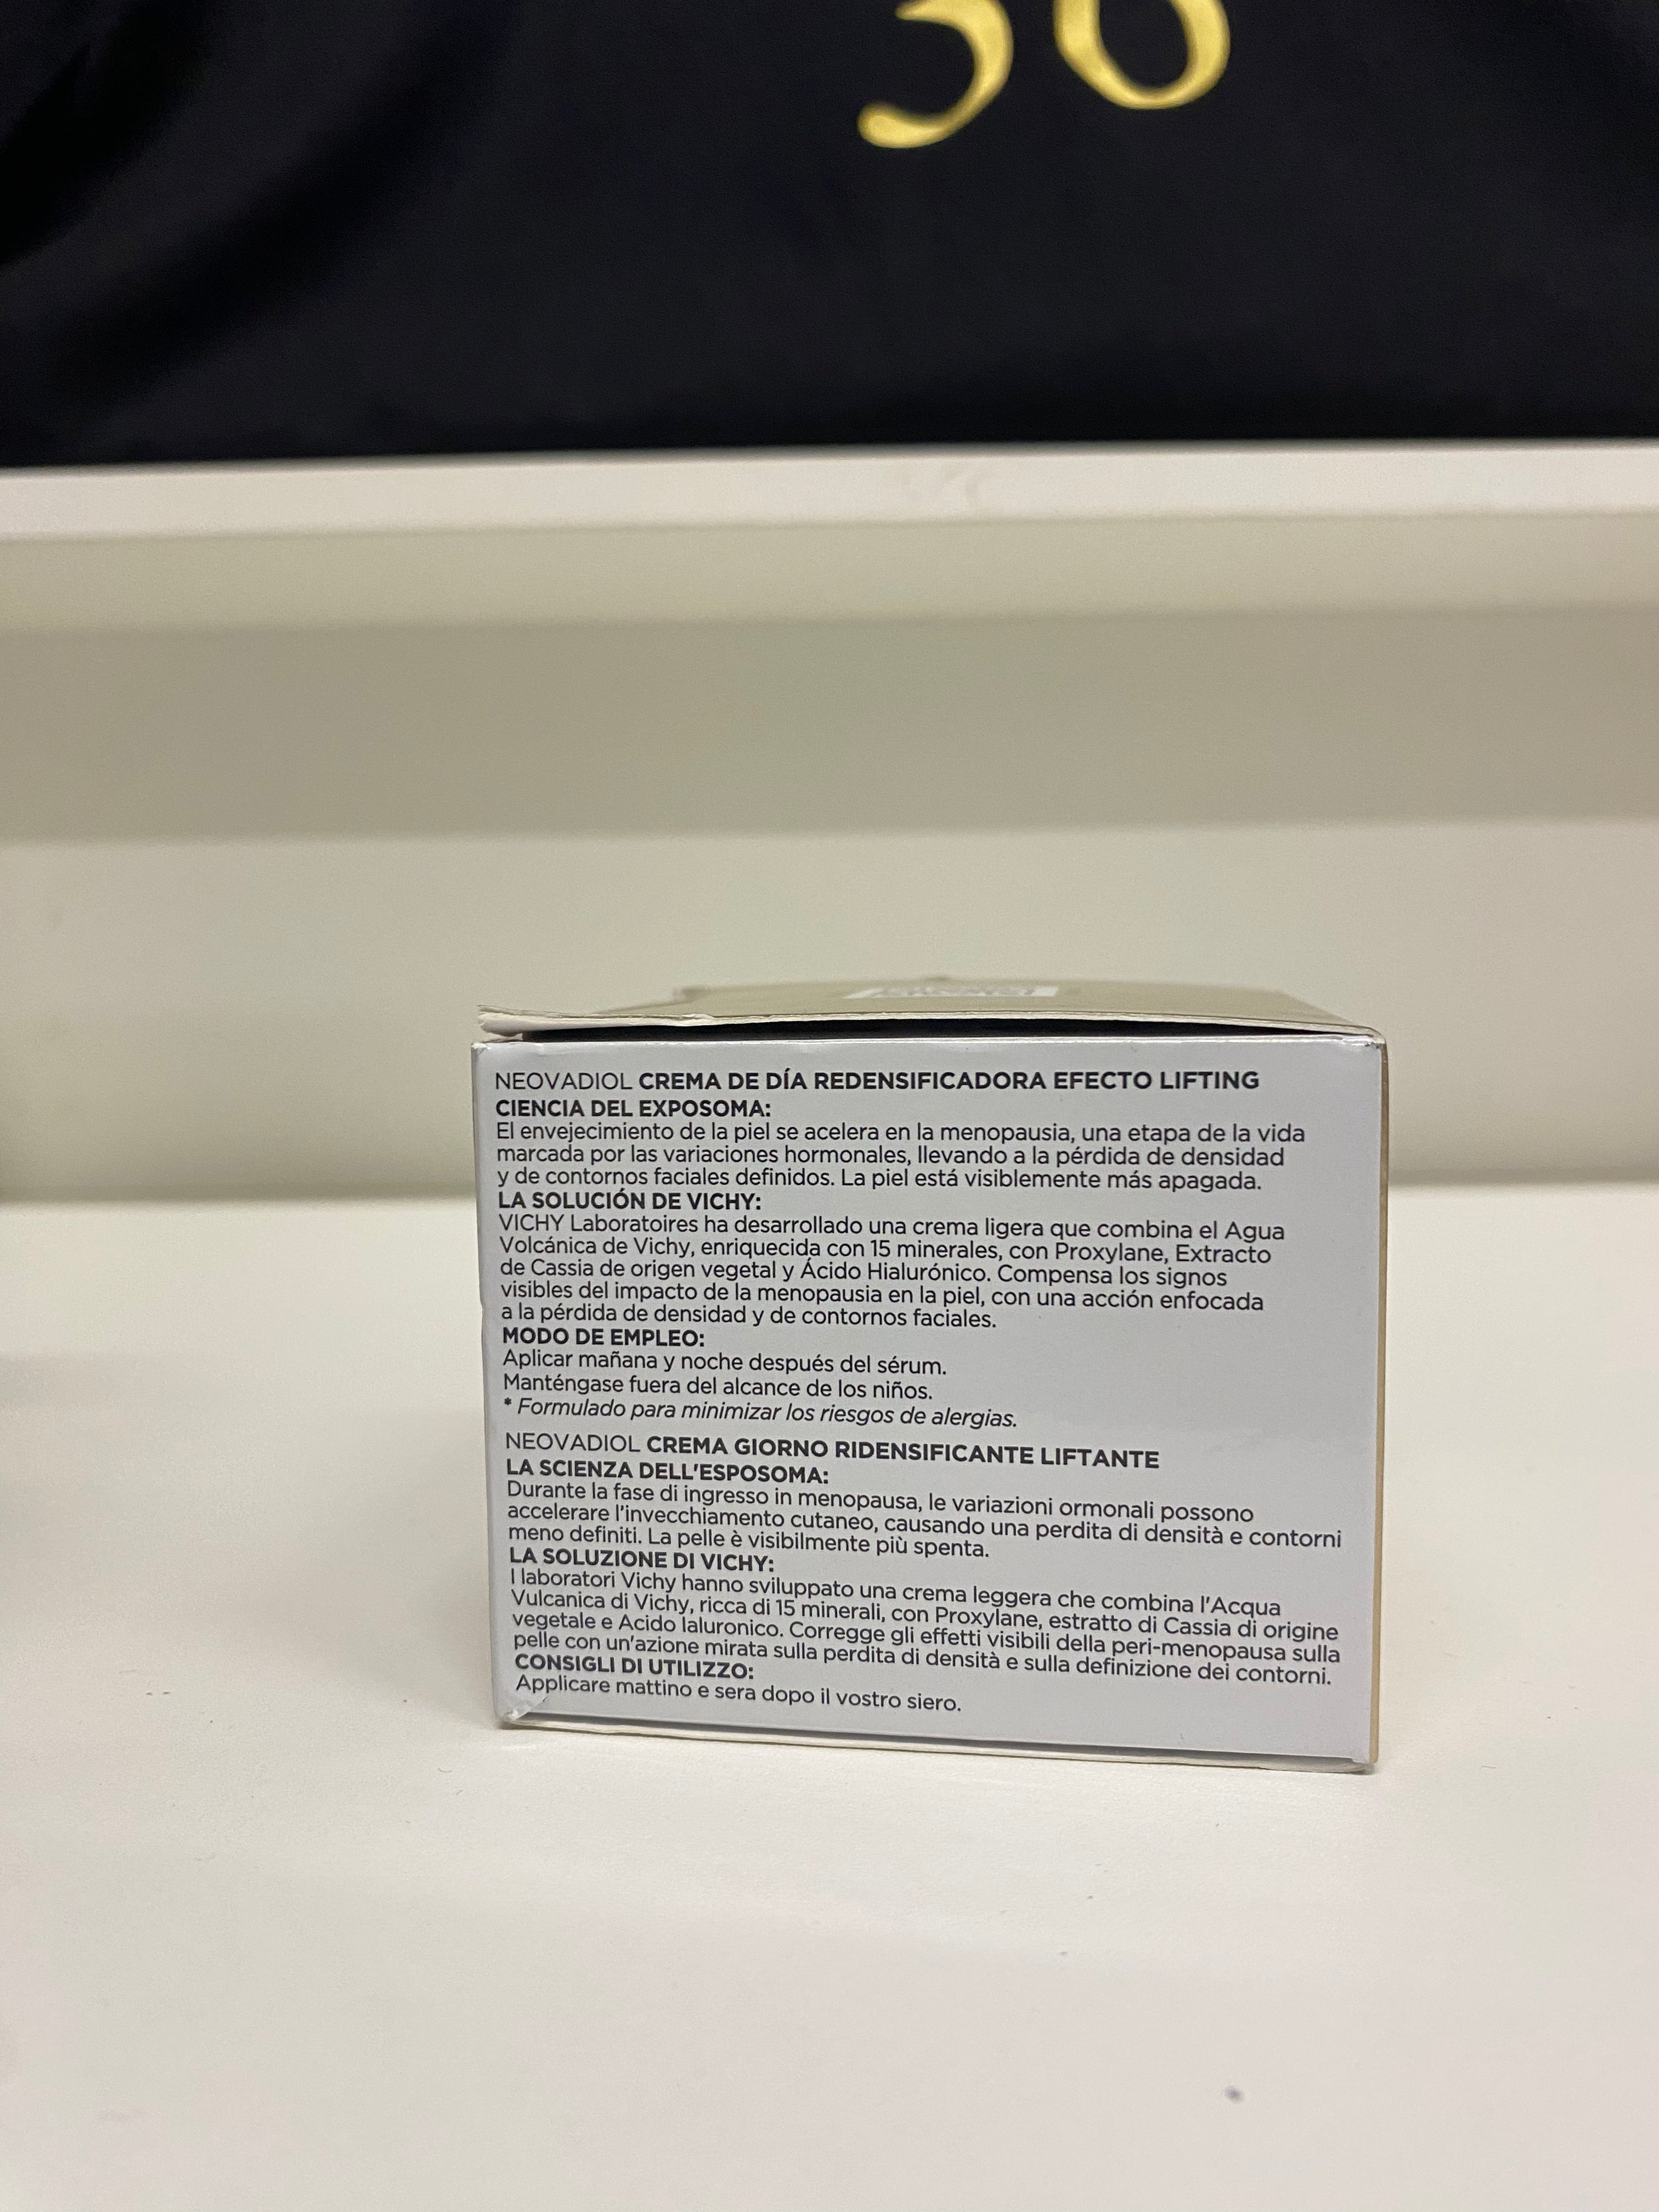 36
NEOVADIOL CREMA DE DÍA REDENSIFICADORA EFECTO LIFTING
CIENCIA DEL EXPOSOMA:
El envejecimiento de la piel se acelera en la menopausia, una etapa de la vida
marcada por las variaciones hormonales, llevando a la pérdida de densidad
y de contornos faciales definidos. La piel está visiblemente más apagada.
LA SOLUCIÓN DE VICHY:
VICHY Laboratoires ha desarrollado una crema ligera que combina el Agua
Volcánica de Vichy, enriquecida con 15 minerales, con Proxylane, Extracto
de Cassia de origen vegetal y Ácido Hialurónico. Compensa los signos
visibles del impacto de la menopausia en la piel, con una acción enfocada
a la pérdida de densidad y de contornos faciales.
MODO DE EMPLEO:
Aplicar mañana y noche después del sérum.
Manténgase fuera del alcance de los niños.
* Formulado para minimizar los riesgos de alergias.
NEOVADIOL CREMA GIORNO RIDENSIFICANTE LIFTANTE
LA SCIENZA DELL'ESPOSOMA:
Durante la fase di ingresso in menopausa, le variazioni ormonali possono
accelerare l'invecchiamento cutaneo, causando una perdita di densità e contorni
meno definiti. La pelle è visibilmente più spenta.
LA SOLUZIONE DI VICHY:
I laboratori Vichy hanno sviluppato una crema leggera che combina l'Acqua
Vulcanica di Vichy, ricca di 15 minerali, con Proxylane, estratto di Cassia di origine
vegetale e Acido Ialuronico. Corregge gli effetti visibili della peri-menopausa sulla
pelle con un'azione mirata sulla perdita di densità e sulla definizione dei contorni.
CONSIGLI DI UTILIZZO:
Applicare mattino e sera dopo il vostro siero.